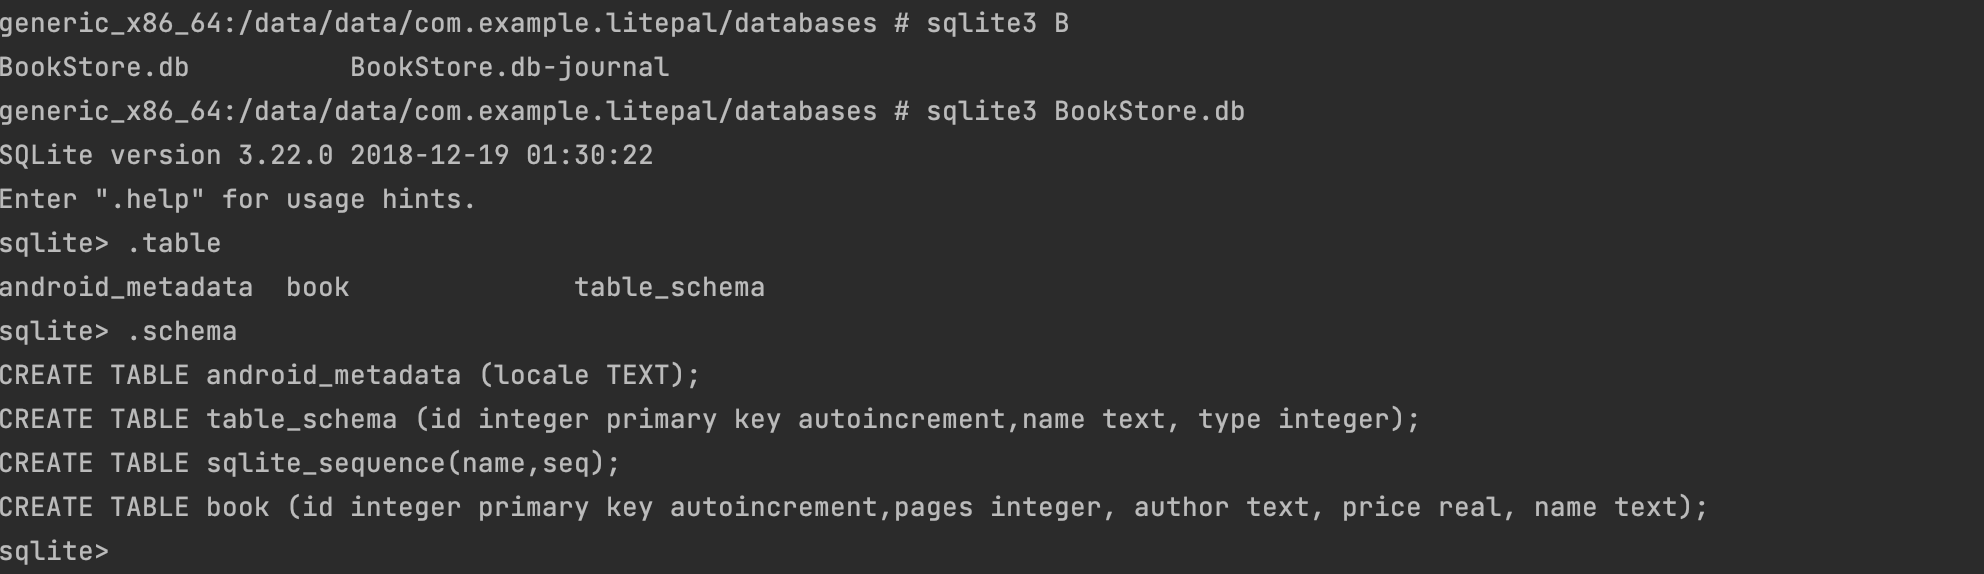 generic_x86_64:/data/data/com.example.litepal/databases # sqlite3 B
BookStore.db          BookStore.db-journal
generic_x86_64:/data/data/com.example.litepal/databases # sqlite3 BookStore.db
SQLite version 3.22.0 2018-12-19 01:30:22
Enter ".help" for usage hints.
sqlite> .table
android_metadata  book              table_schema
sqlite> .schema
CREATE TABLE android_metadata (locale TEXT);
CREATE TABLE table_schema (id integer primary key autoincrement,name text, type integer);
CREATE TABLE sqlite_sequence(name,seq);
CREATE TABLE book (id integer primary key autoincrement,pages integer, author text, price real, name text);
sqlite>